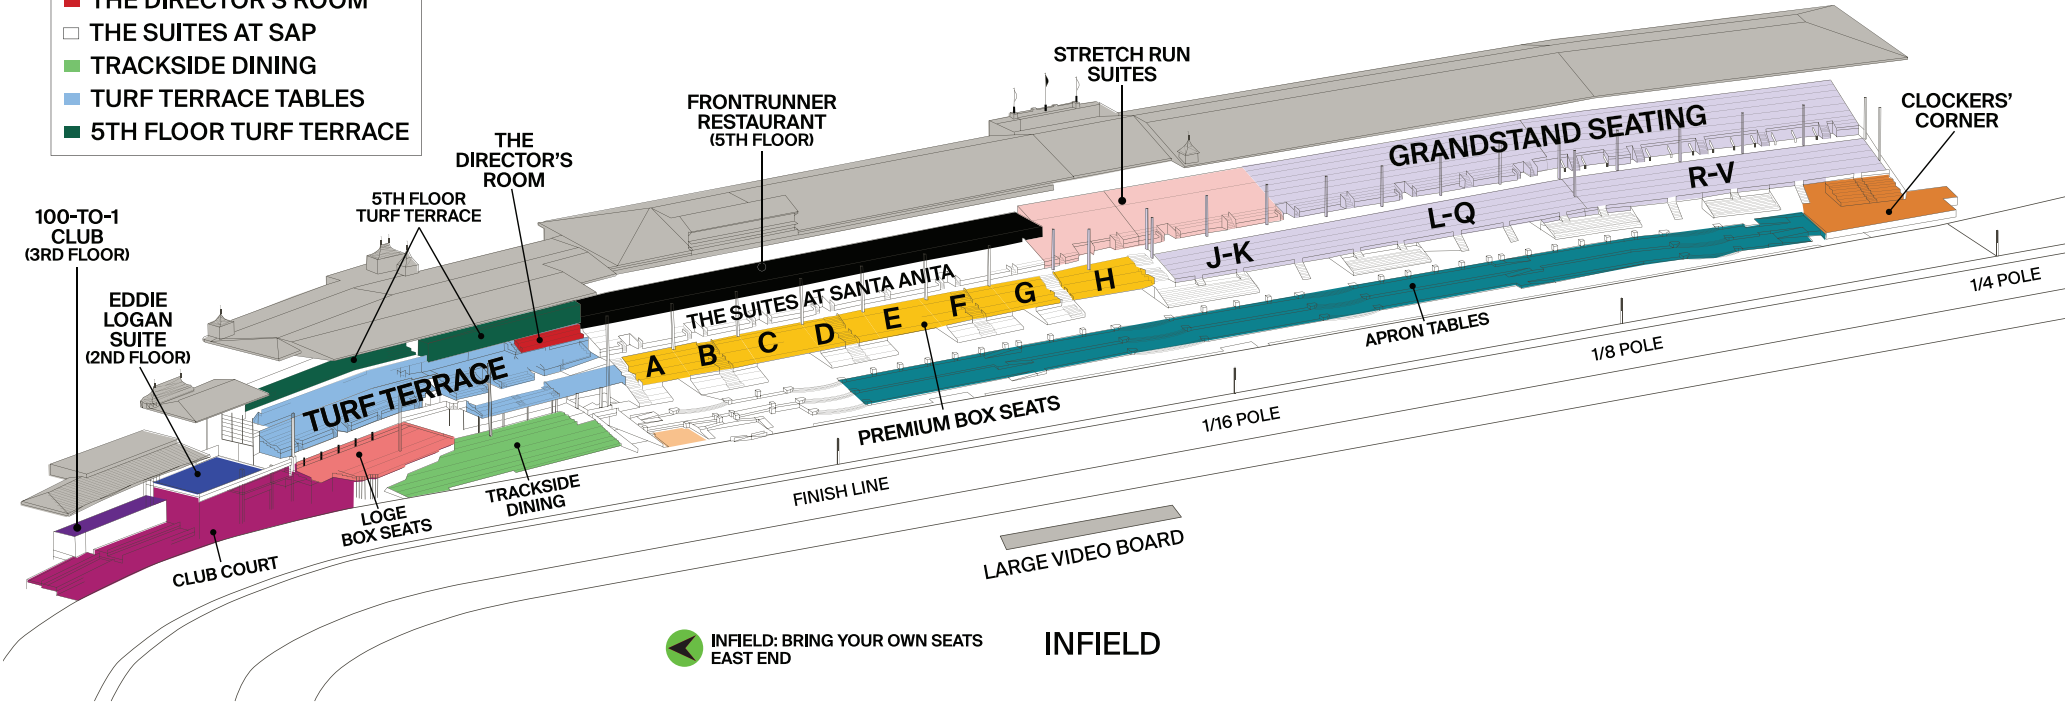 THE DIRECTOR'S ROOM
THE SUITES AT SAP
TRACKSIDE DINING
TURF TERRACE TABLES
5TH FLOOR TURF TERRACE
100-TO-1
CLUB
(3RD FLOOR)
EDDIE
LOGAN
SUITE
(2ND FLOOR)
5TH FLOOR
TURF TERRACE
THE
DIRECTOR'S
ROOM
FRONTRUNNER
RESTAURANT
(5TH FLOOR)
STRETCH RUN
SUITES
CLOCKERS'
CORNER
GRANDSTAND SEATING
R-V
L-Q
J-K
THE SUITES AT SANTA ANITA
A
B
C
D
E
F
G
H
TURF TERRACE
APRON TABLES
PREMIUM BOX SEATS
TRACKSIDE
DINING
LOGE
BOX SEATS
CLUB COURT
FINISH LINE
1/16 POLE
1/8 POLE
1/4 POLE
LARGE VIDEO BOARD
INFIELD: BRING YOUR OWN SEATS
EAST END
INFIELD